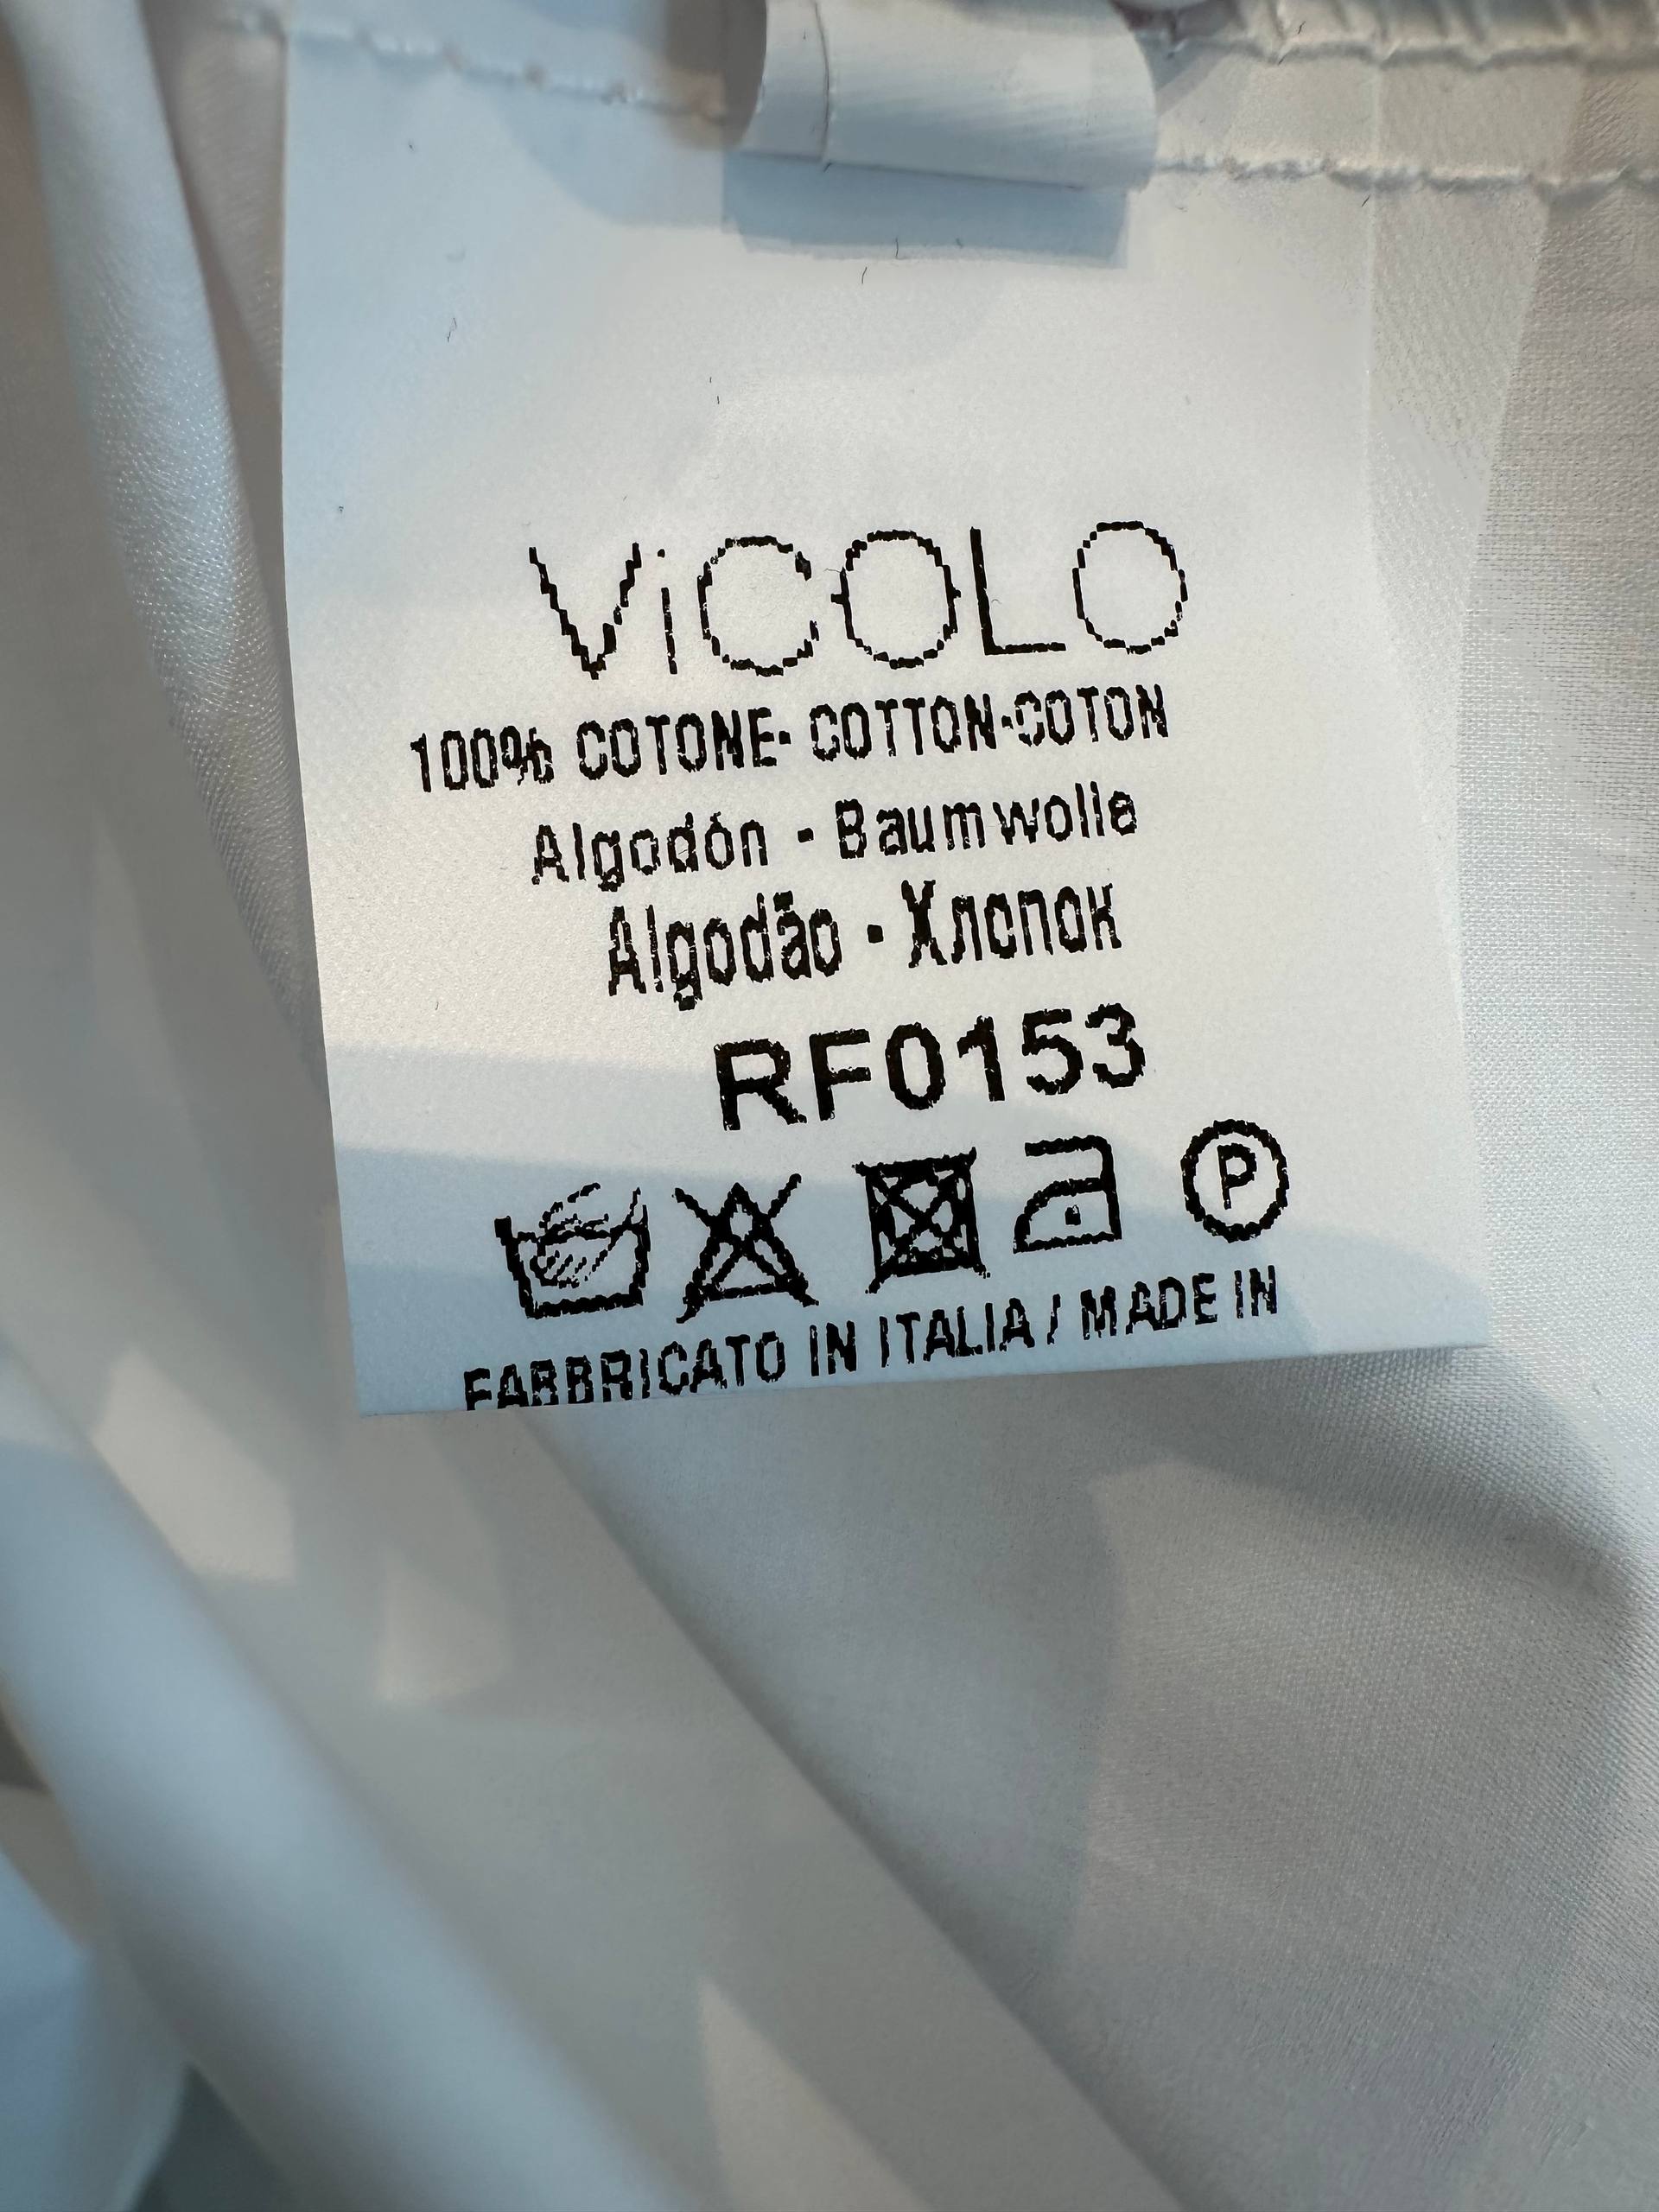 ViCOLO
100% COTONE- COTTON-COTON
Algodón - Baumwolle
Algodão - Хлопок
RF0153
P
FABBRICATO IN ITALIA / MADE IN